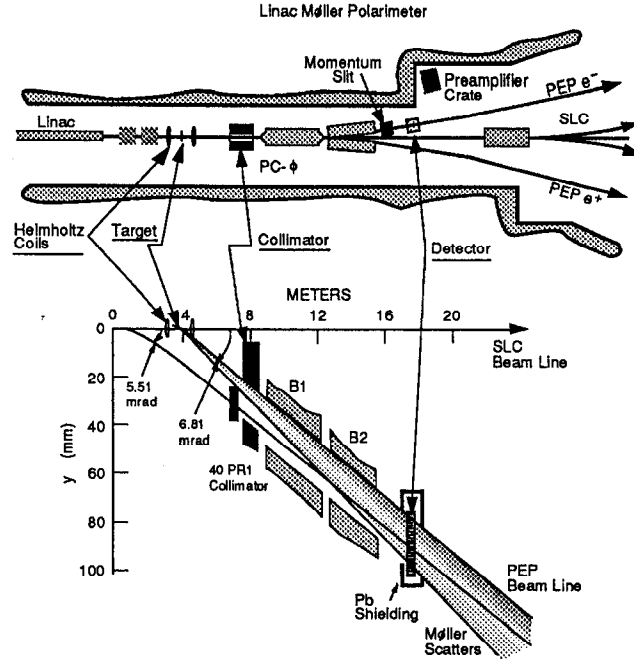 Linac Møller Polarimeter
Momentum
Slit
Preamplifier
Crate
PEP e⁻
Linac
SLC
PC-ϕ
PEP e⁺
Helmholtz
Coils
Target
Collimator
Detector
METERS
0 4 8 12 16 20
SLC
Beam Line
0
20
40
60
80
100
y (mm)
5.51
mrad
6.81
mrad
B1
B2
40 PR1
Collimator
Pb
Shielding
PEP
Beam Line
Møller
Scatters